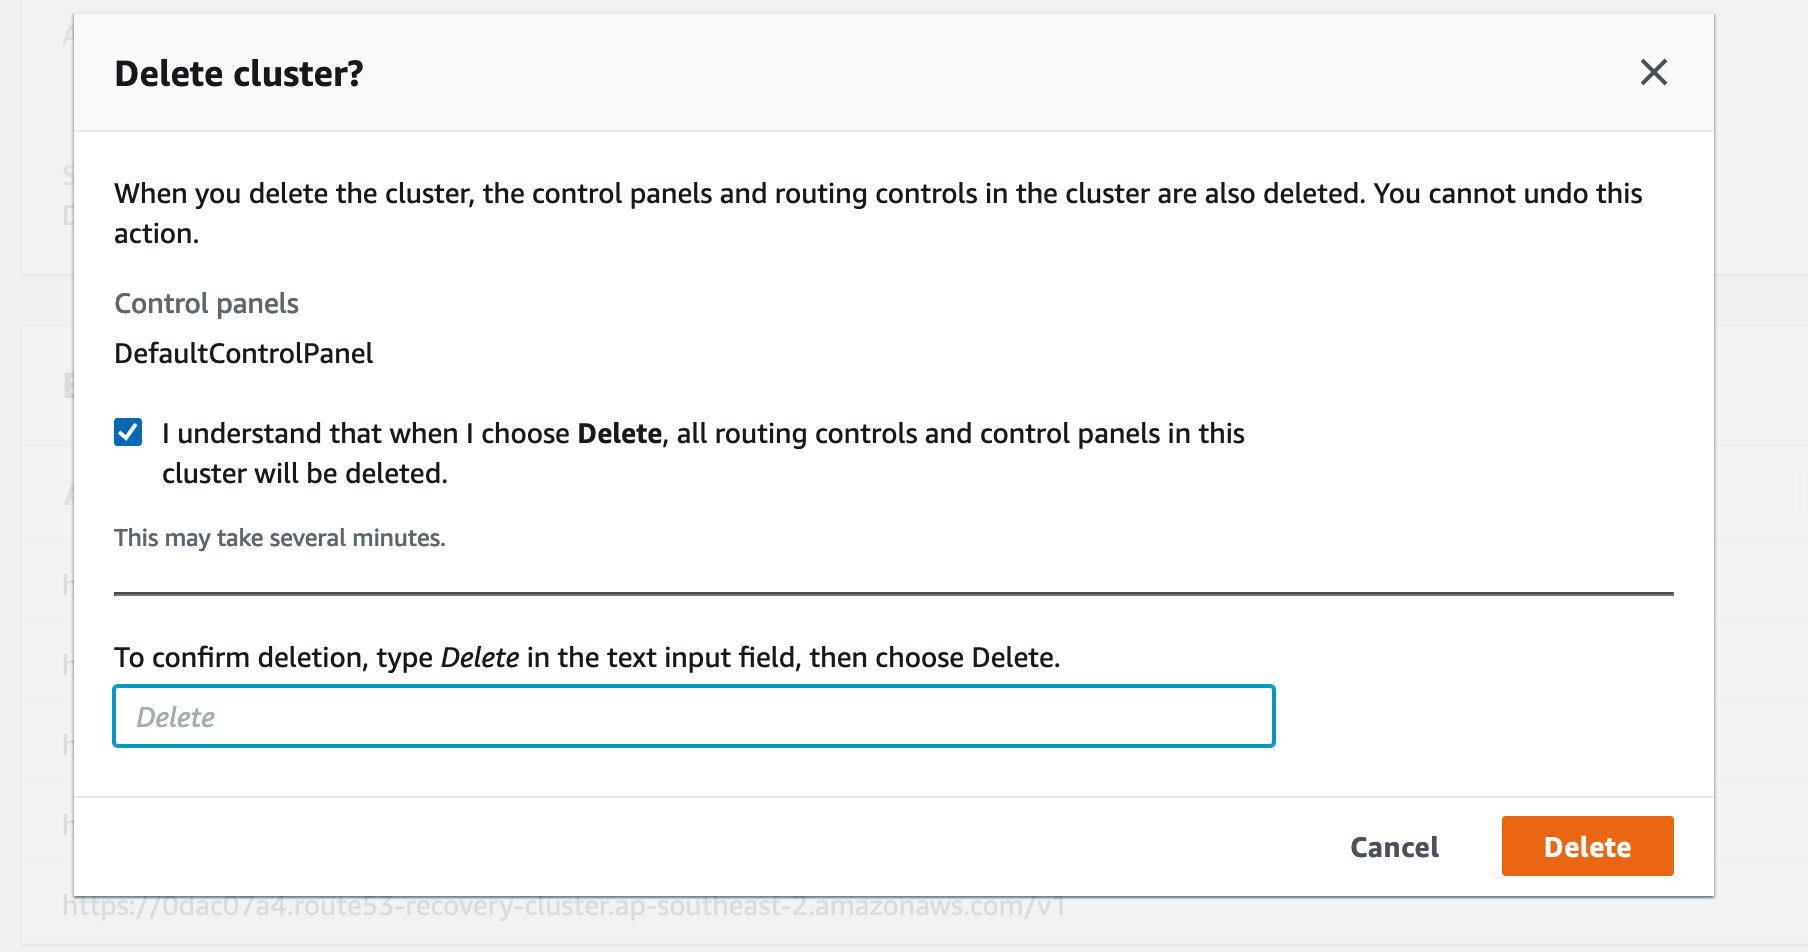 Delete cluster?
When you delete the cluster, the control panels and routing controls in the cluster are also deleted. You cannot undo this
action.
Control panels
DefaultControlPanel
I understand that when I choose Delete, all routing controls and control panels in this
cluster will be deleted.
This may take several minutes.
To confirm deletion, type Delete in the text input field, then choose Delete.
Delete
Cancel
Delete
https://0dac07a4.route53-recovery-cluster.ap-southeast-2.amazonaws.com/v1